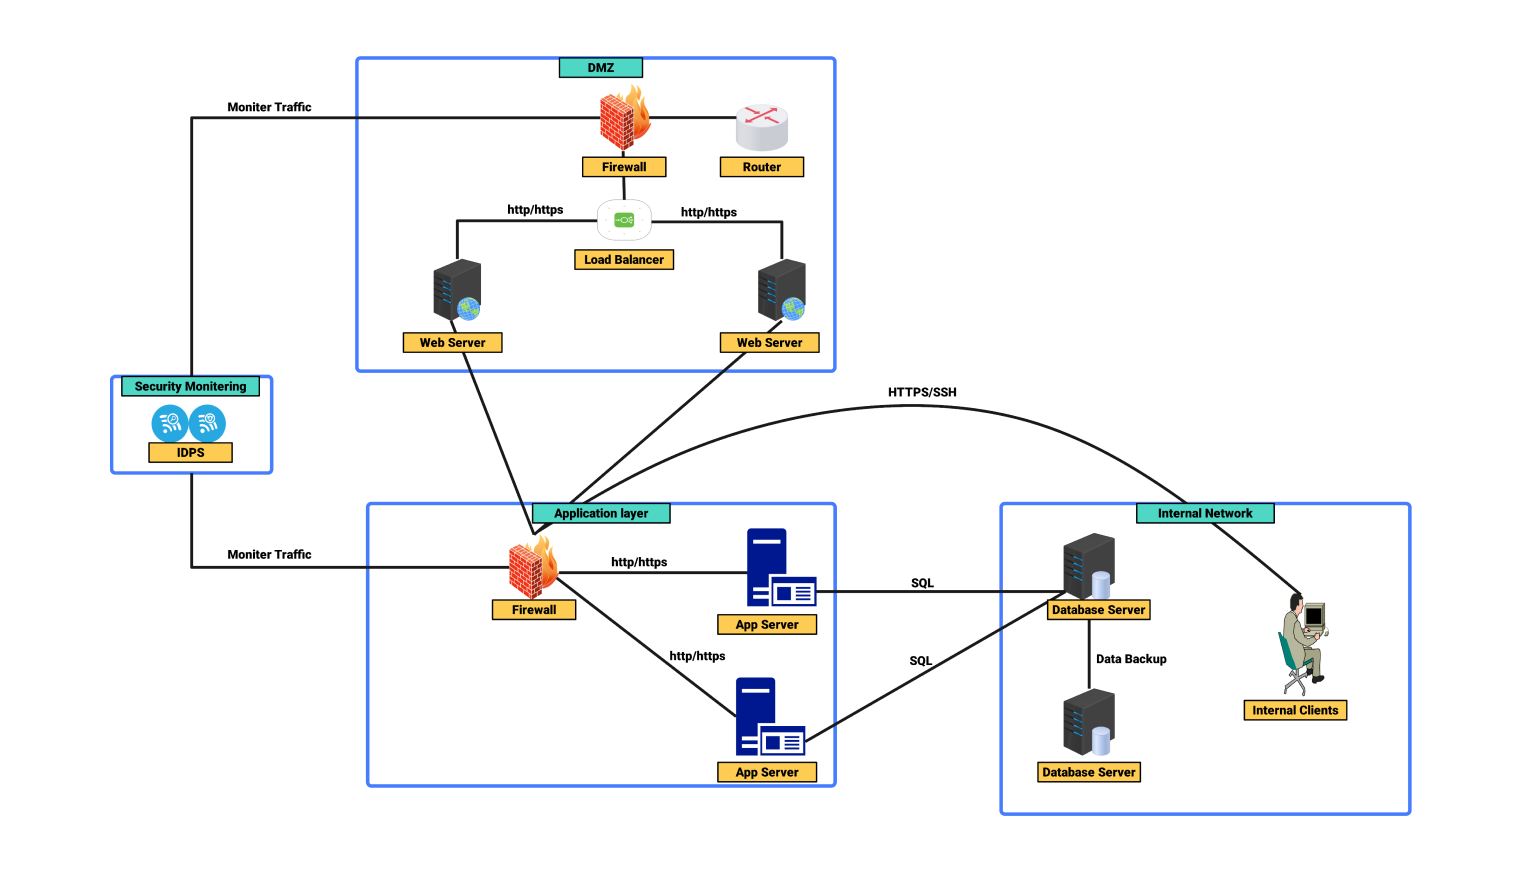 DMZ
Moniter Traffic
Firewall
Router
http/https
http/https
Load Balancer
Web Server
Web Server
Security Monitering
IDPS
HTTPS/SSH
Application layer
Internal Network
Moniter Traffic
http/https
Firewall
App Server
SQL
Database Server
http/https
SQL
Data Backup
Internal Clients
App Server
Database Server